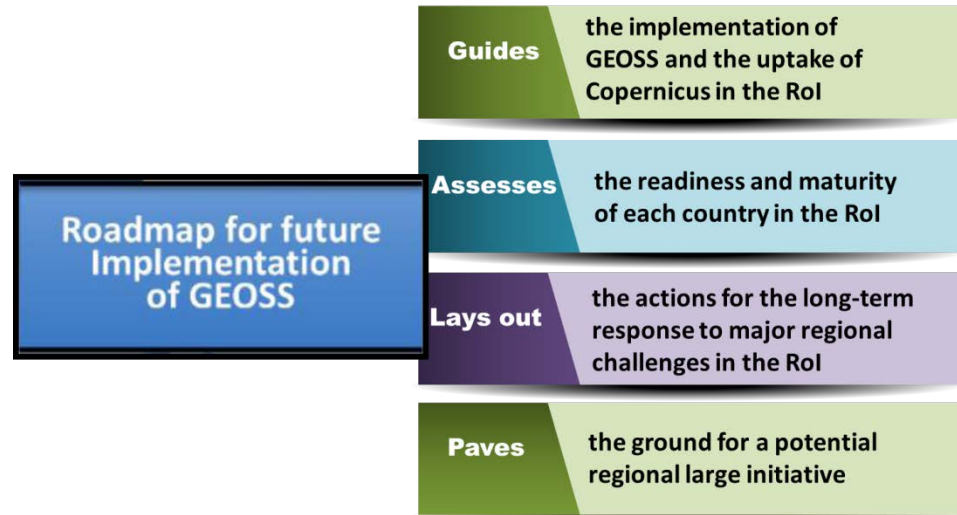 Roadmap for future
Implementation
of GEOSS
Guides
the implementation of
GEOSS and the uptake of
Copernicus in the RoI
Assesses
the readiness and maturity
of each country in the RoI
Lays out
the actions for the long-term
response to major regional
challenges in the RoI
Paves
the ground for a potential
regional large initiative